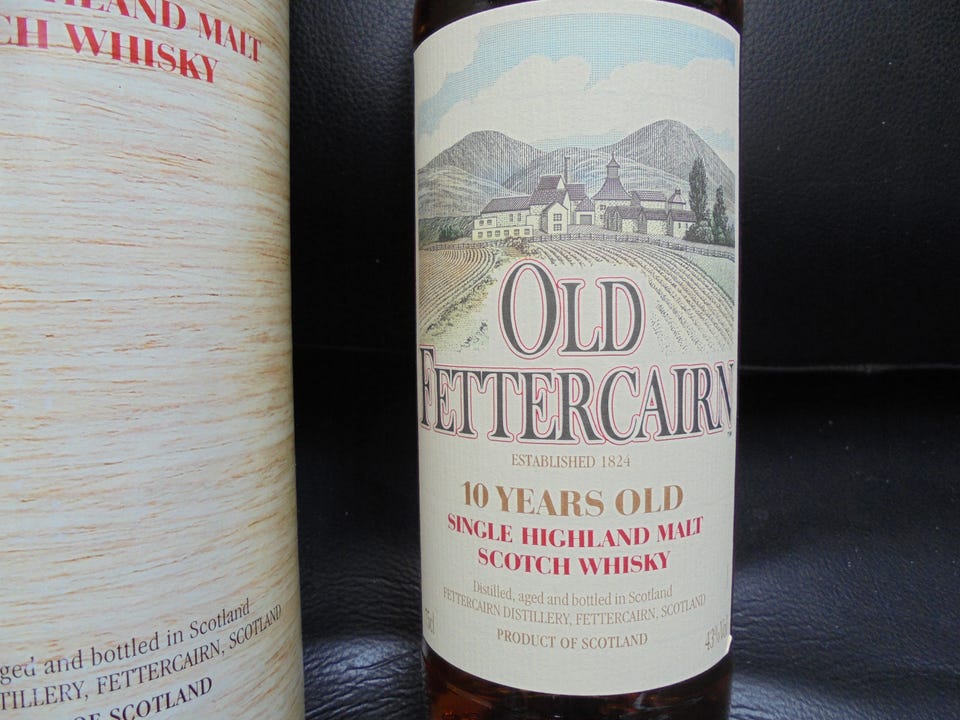 HLAND MALT
CH WHISKY
aged and bottled in Scotland
TILLERY, FETTERCAIRN, SCOTLAND
OF SCOTLAND
OLD
FETTERCAIRN
ESTABLISHED 1824
10 YEARS OLD
SINGLE HIGHLAND MALT
SCOTCH WHISKY
Distilled, aged and bottled in Scotland
FETTERCAIRN DISTILLERY, FETTERCAIRN, SCOTLAND
PRODUCT OF SCOTLAND
43%